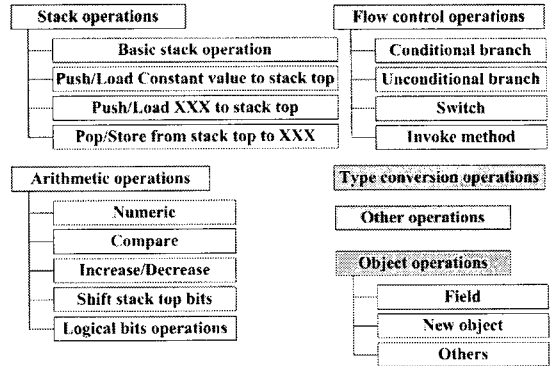 Stack operations
Basic stack operation
Push/Load Constant value to stack top
Push/Load XXX to stack top
Pop/Store from stack top to XXX
Arithmetic operations
Numeric
Compare
Increase/Decrease
Shift stack top bits
Logical bits operations
Flow control operations
Conditional branch
Unconditional branch
Switch
Invoke method
Type conversion operations
Other operations
Object operations
Field
New object
Others